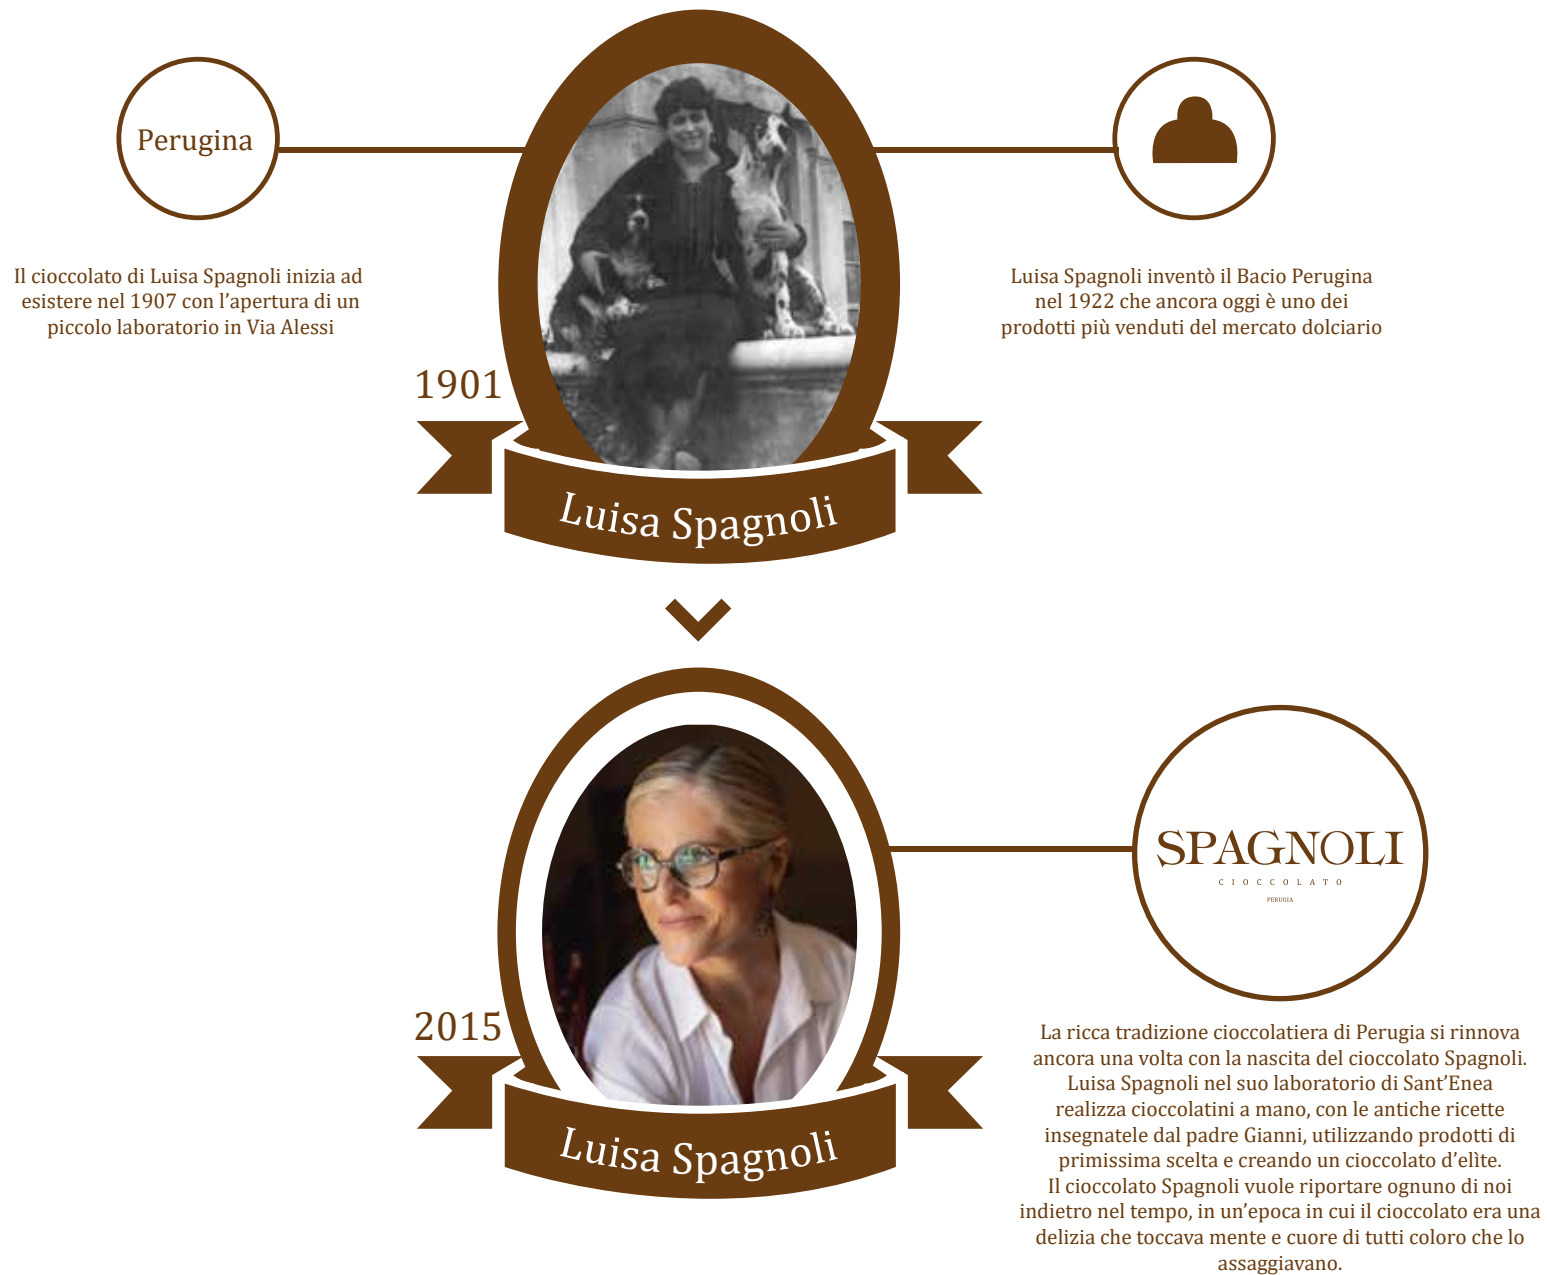 Perugina
Il cioccolato di Luisa Spagnoli inizia ad
esistere nel 1907 con l’apertura di un
piccolo laboratorio in Via Alessi
Luisa Spagnoli inventò il Bacio Perugina
nel 1922 che ancora oggi è uno dei
prodotti più venduti del mercato dolciario
1901
Luisa Spagnoli
SPAGNOLI
CIOCCOLATO
PERUGIA
2015
Luisa Spagnoli
La ricca tradizione cioccolatiera di Perugia si rinnova
ancora una volta con la nascita del cioccolato Spagnoli.
Luisa Spagnoli nel suo laboratorio di Sant’Enea
realizza cioccolatini a mano, con le antiche ricette
insegnatele dal padre Gianni, utilizzando prodotti di
primissima scelta e creando un cioccolato d’elìte.
Il cioccolato Spagnoli vuole riportare ognuno di noi
indietro nel tempo, in un’epoca in cui il cioccolato era una
delizia che toccava mente e cuore di tutti coloro che lo
assaggiavano.